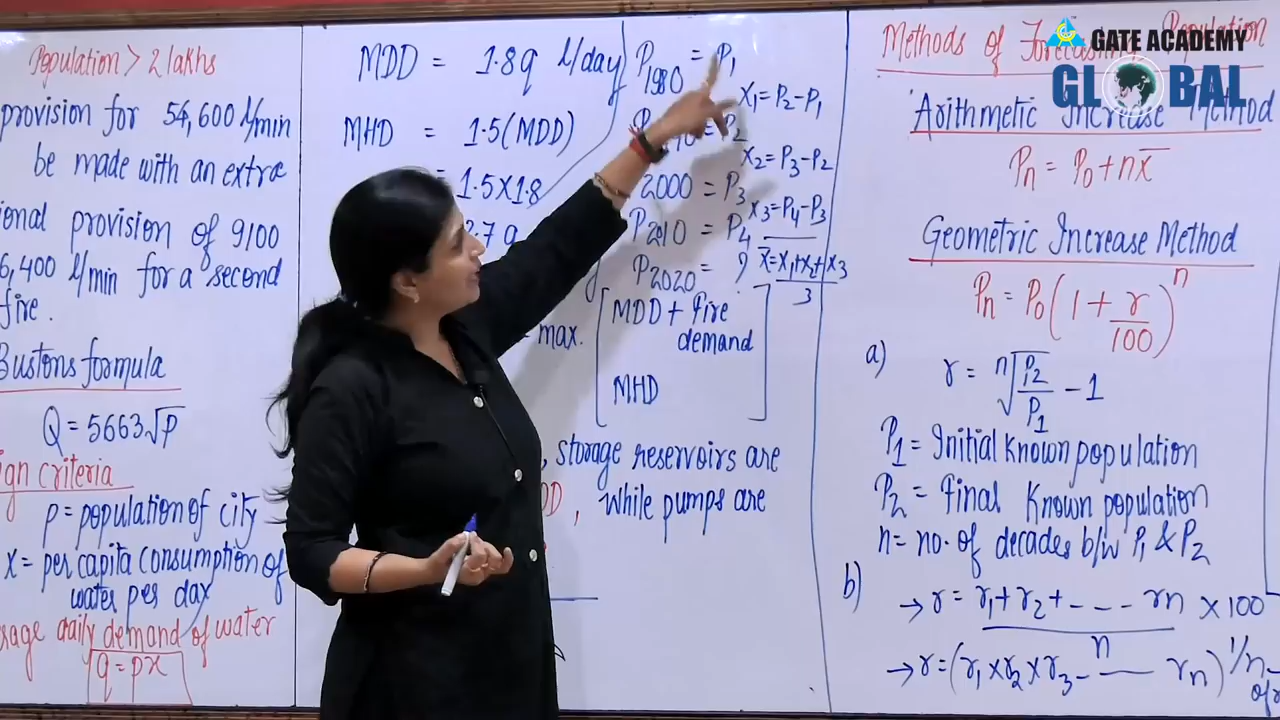 Population > 2 lakhs
provision for 54,600 l/min
be made with an extra
ional provision of 9100
6,400 l/min for a second
fire.
Bustons formula
Q = 5663√P
ign criteria
p = population of city
x = per capita consumption of
water per day
rage daily demand of water
q = px
MDD = 1.8q l/day
MHD = 1.5(MDD)
= 1.5X1.8
2.7 q
= max.
[MDD + fire
demand
MHD]
, storage reservoirs are
DD, while pumps are
P1980 = P1
x1 = P2 - P1
= P2
x2 = P3 - P2
2000 = P3
x3 = P4 - P3
P2010 = P4
x̄ = x1+x2+x3/3
P2020 = ?
Methods of Forecasting Population
GATE ACADEMY
GLOBAL
Arithmetic Increase Method
Pn = P0 + nx̄
Geometric Increase Method
Pn = P0(1 + r/100)^n
a) r = n√P2/P1 - 1
P1 = Initial known population
P2 = Final Known population
n = no. of decades b/w P1 & P2
b) → r = r1 + r2 + ---- rn/n X 100
→ r = (r1 x r2 x r3 ---- rn)^1/n